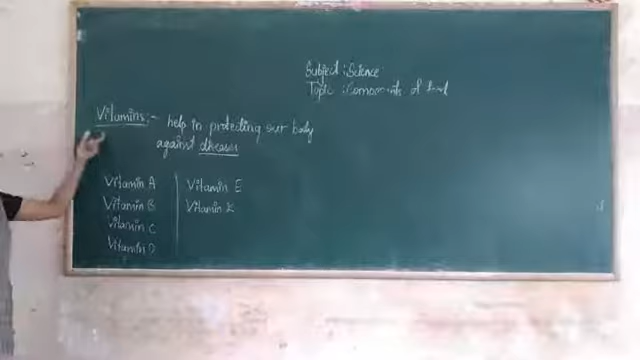 Subject : Science
Topic : Components of food
Vitamins :- help in protecting our body
against diseases
Vitamin A
Vitamin B
Vitamin C
Vitamin D
Vitamin E
Vitamin K